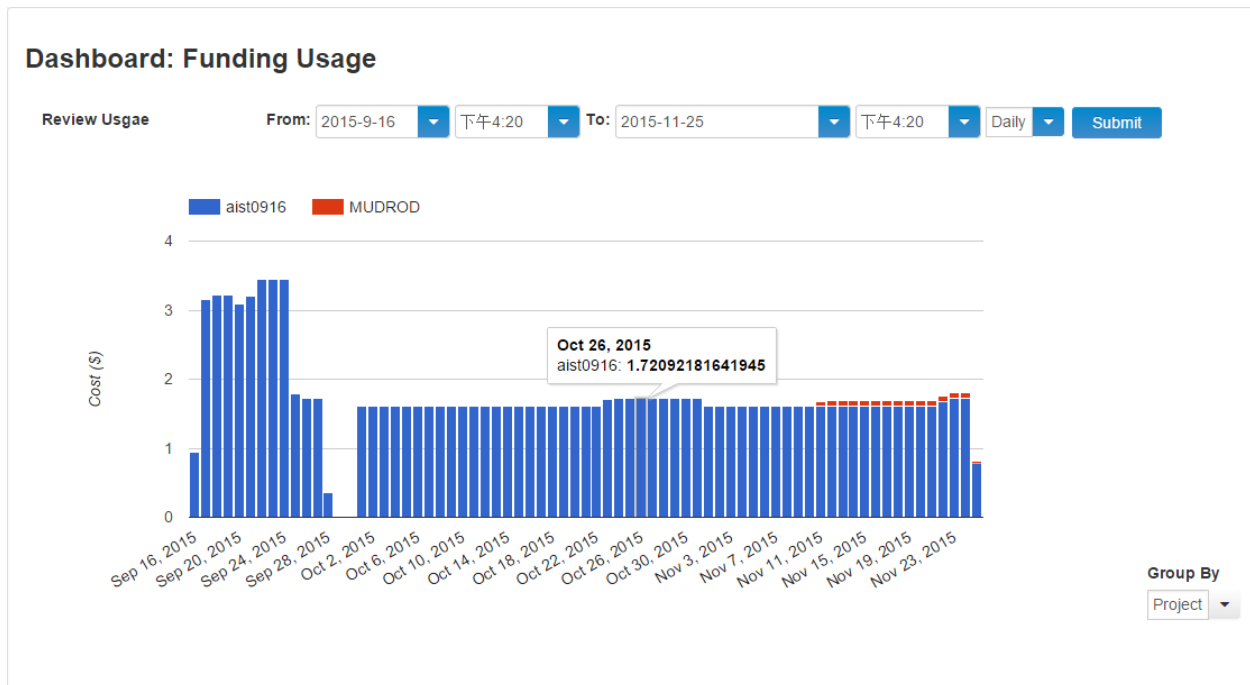 Dashboard: Funding Usage
Review Usgae From: 2015-9-16 下午4:20 To: 2015-11-25 下午4:20 Daily Submit
aist0916 MUDROD
4
3
2
1
0
Cost ($)
Oct 26, 2015
aist0916: 1.72092181641945
Sep 16, 2015
Sep 20, 2015
Sep 24, 2015
Sep 28, 2015
Oct 2, 2015
Oct 6, 2015
Oct 10, 2015
Oct 14, 2015
Oct 18, 2015
Oct 22, 2015
Oct 26, 2015
Oct 30, 2015
Nov 3, 2015
Nov 7, 2015
Nov 11, 2015
Nov 15, 2015
Nov 19, 2015
Nov 23, 2015
Group By
Project